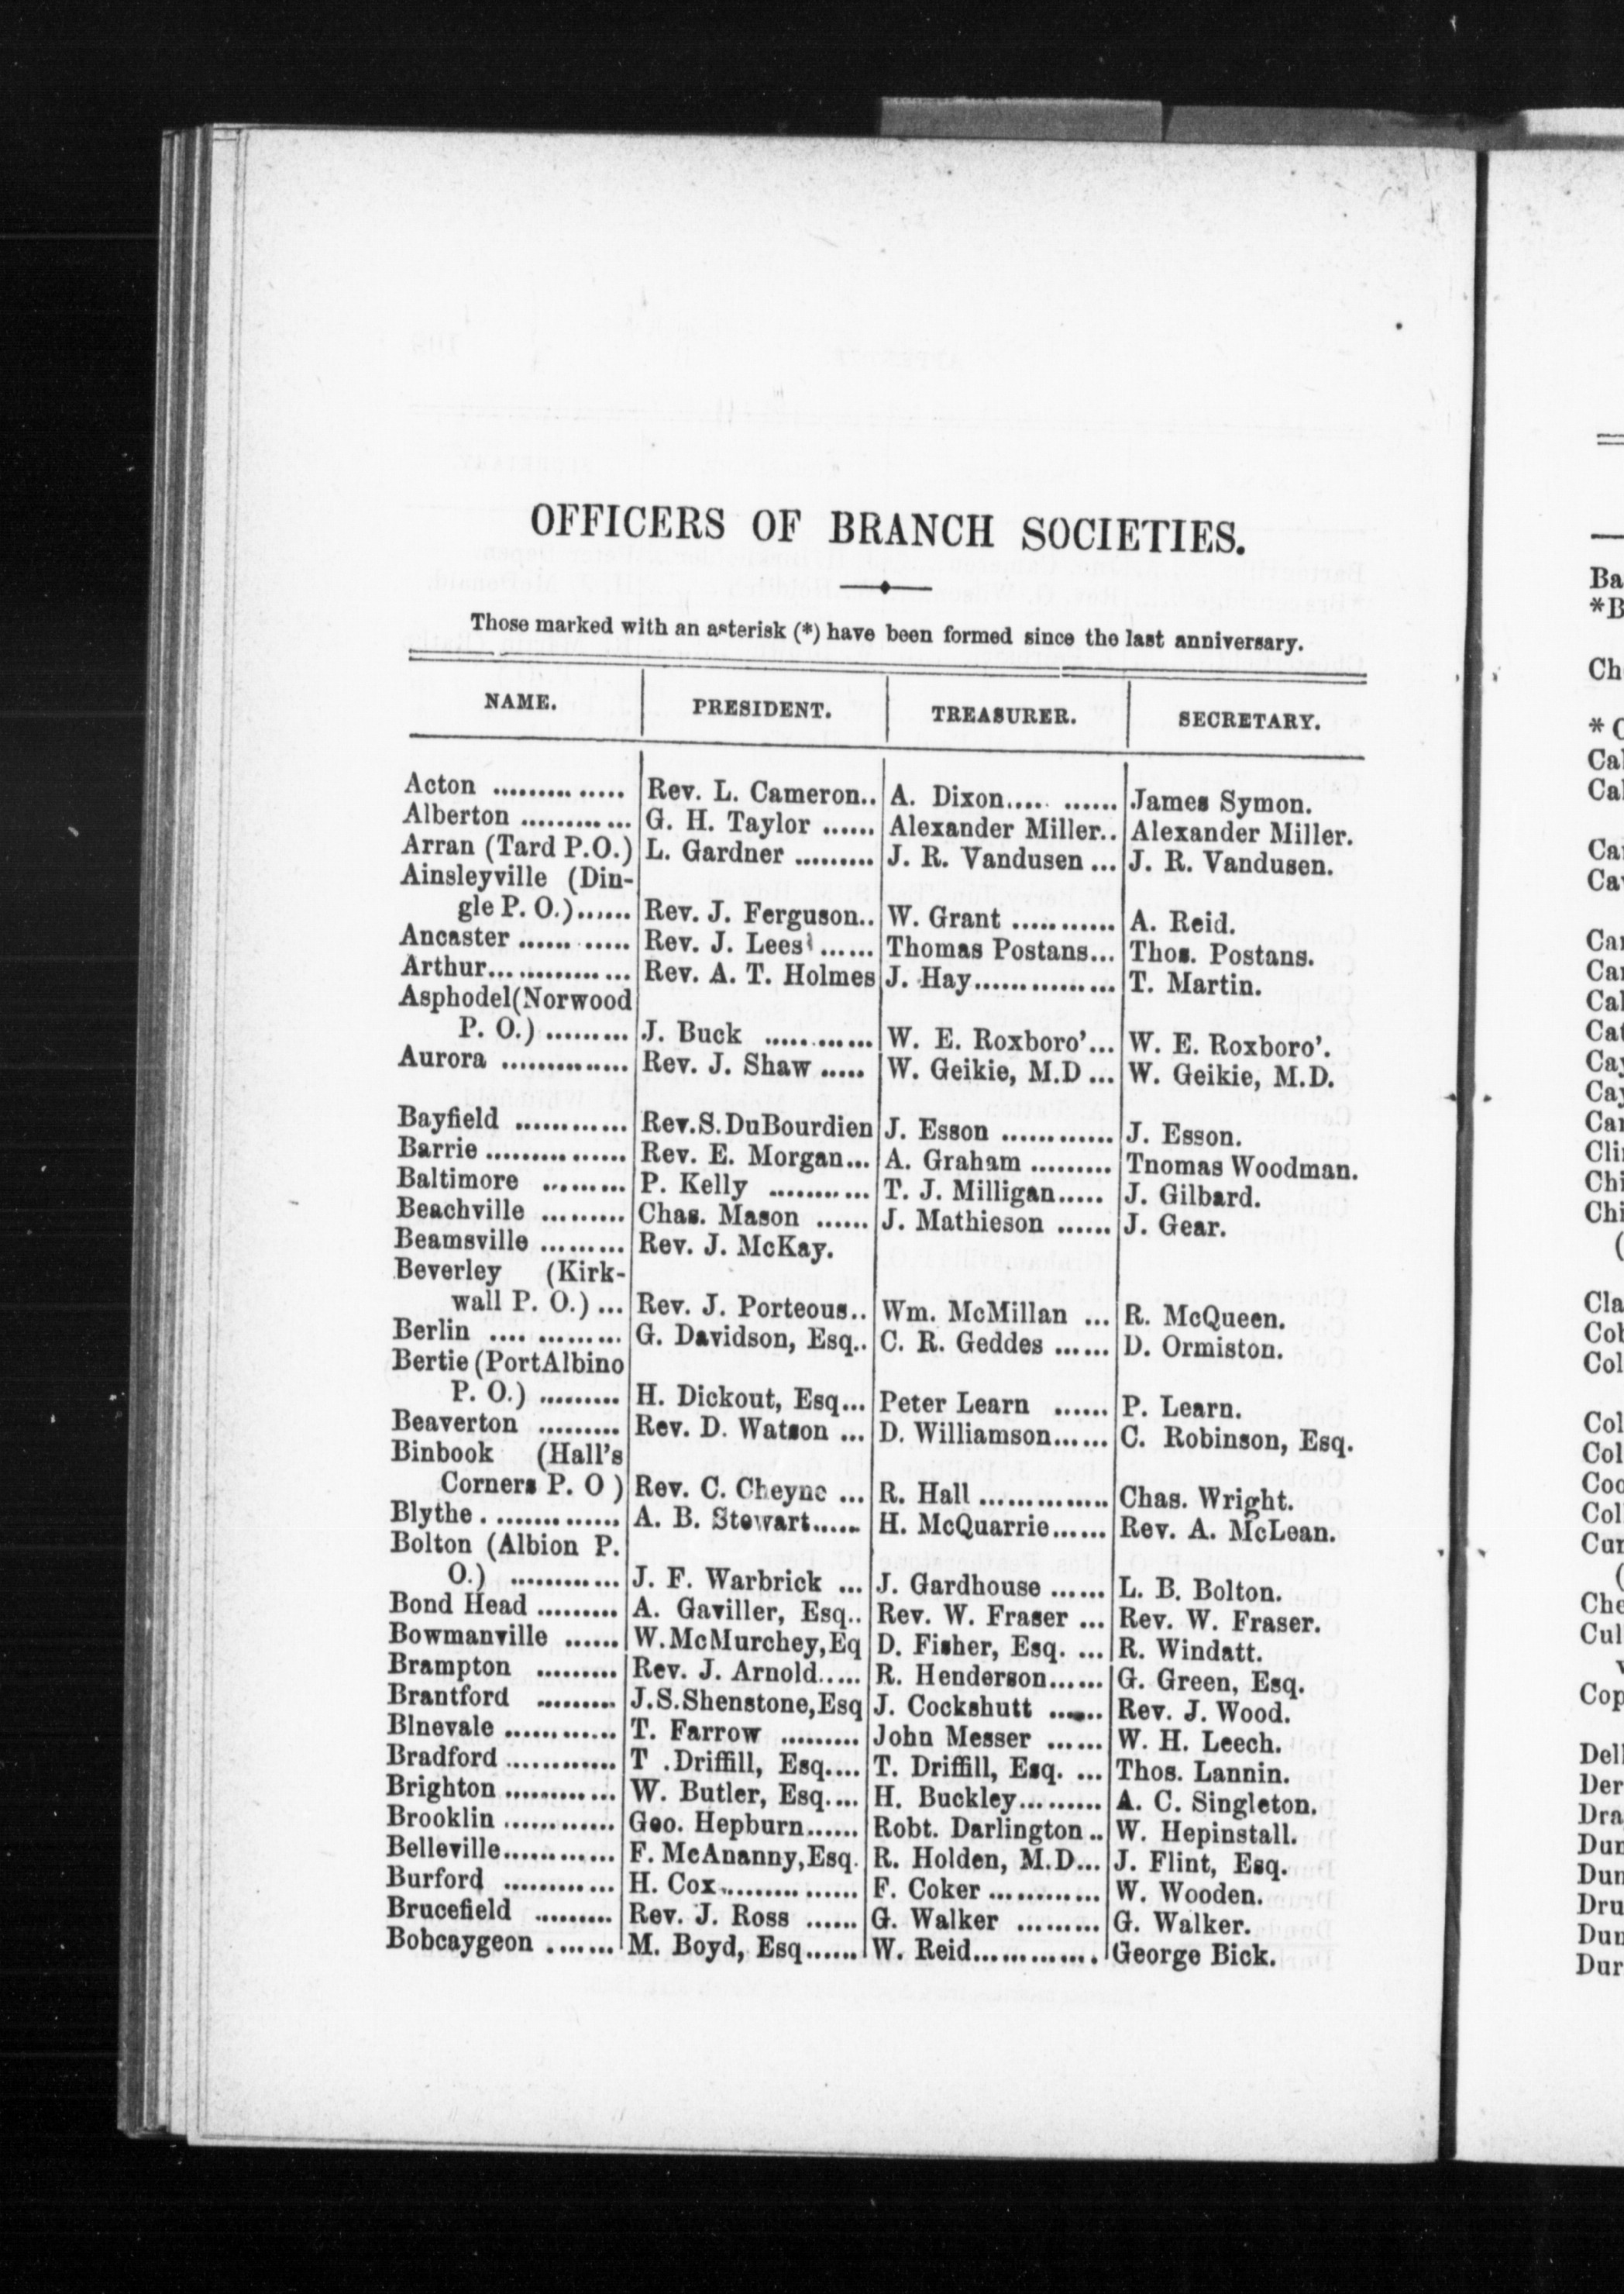 OFFICERS OF BRANCH SOCIETIES.
Those marked with an asterisk (*) have been formed since the last anniversary.
NAME. PRESIDENT. TREASURER. SECRETARY.
Acton .............. Rev. L. Cameron.. A. Dixon........... James Symon.
Alberton ............ G. H. Taylor ...... Alexander Miller.. Alexander Miller.
Arran (Tard P.O.) L. Gardner ......... J. R. Vandusen ... J. R. Vandusen.
Ainsleyville (Din-
gle P. O.)...... Rev. J. Ferguson.. W. Grant ............ A. Reid.
Ancaster ............ Rev. J. Lees ...... Thomas Postans... Thos. Postans.
Arthur............... Rev. A. T. Holmes J. Hay............... T. Martin.
Asphodel(Norwood
P. O.) ......... J. Buck ............ W. E. Roxboro'... W. E. Roxboro'.
Aurora .............. Rev. J. Shaw ..... W. Geikie, M.D ... W. Geikie, M.D.
Bayfield ............ Rev.S.DuBourdien J. Esson ............ J. Esson.
Barrie ............... Rev. E. Morgan... A. Graham ......... Tnomas Woodman.
Baltimore ......... P. Kelly ........... T. J. Milligan..... J. Gilbard.
Beachville ......... Chas. Mason ...... J. Mathieson ...... J. Gear.
Beamsville ......... Rev. J. McKay.
Beverley (Kirk-
wall P. O.) ... Rev. J. Porteous.. Wm. McMillan ... R. McQueen.
Berlin ............. G. Davidson, Esq.. C. R. Geddes ...... D. Ormiston.
Bertie (PortAlbino
P. O.) ......... H. Dickout, Esq... Peter Learn ...... P. Learn.
Beaverton ......... Rev. D. Watson ... D. Williamson...... C. Robinson, Esq.
Binbook (Hall's
Corners P. O ) Rev. C. Cheyne ... R. Hall .............. Chas. Wright.
Blythe .............. A. B. Stewart...... H. McQuarrie...... Rev. A. McLean.
Bolton (Albion P.
O.) ............ J. F. Warbrick ... J. Gardhouse ...... L. B. Bolton.
Bond Head ......... A. Gaviller, Esq.. Rev. W. Fraser ... Rev. W. Fraser.
Bowmanville ...... W.McMurchey,Eq D. Fisher, Esq. ... R. Windatt.
Brampton ......... Rev. J. Arnold..... R. Henderson...... G. Green, Esq.
Brantford ......... J.S.Shenstone,Esq J. Cockshutt ...... Rev. J. Wood.
Blnevale ............ T. Farrow ......... John Messer ...... W. H. Leech.
Bradford ............ T .Driffill, Esq.... T. Driffill, Esq. ... Thos. Lannin.
Brighton ............ W. Butler, Esq.... H. Buckley......... A. C. Singleton.
Brooklin ............ Geo. Hepburn...... Robt. Darlington .. W. Hepinstall.
Belleville............ F. McAnanny,Esq. R. Holden, M.D... J. Flint, Esq.
Burford ............ H. Cox............... F. Coker ............ W. Wooden.
Brucefield ......... Rev. J. Ross ...... G. Walker ......... G. Walker.
Bobcaygeon ....... M. Boyd, Esq...... W. Reid............. George Bick.